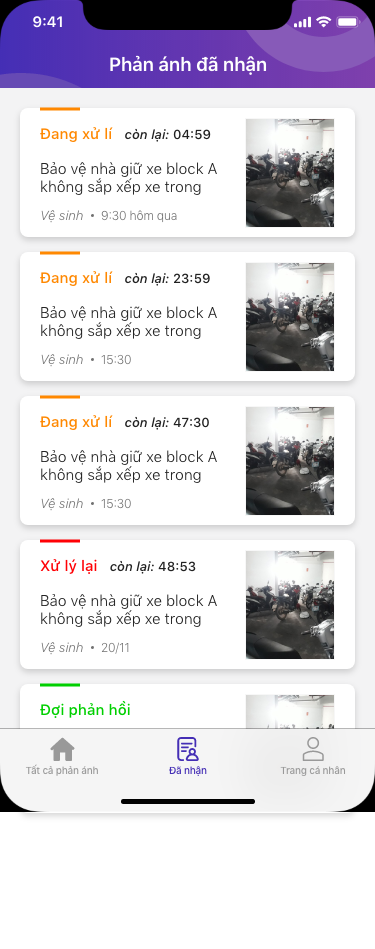 9:41
Phản ánh đã nhận
Đang xử lí còn lại: 04:59
Bảo vệ nhà giữ xe block A
không sắp xếp xe trong
Vệ sinh • 9:30 hôm qua
Đang xử lí còn lại: 23:59
Bảo vệ nhà giữ xe block A
không sắp xếp xe trong
Vệ sinh • 15:30
Đang xử lí còn lại: 47:30
Bảo vệ nhà giữ xe block A
không sắp xếp xe trong
Vệ sinh • 15:30
Xử lý lại còn lại: 48:53
Bảo vệ nhà giữ xe block A
không sắp xếp xe trong
Vệ sinh • 20/11
Đợi phản hồi
Tất cả phản ánh Đã nhận Trang cá nhân